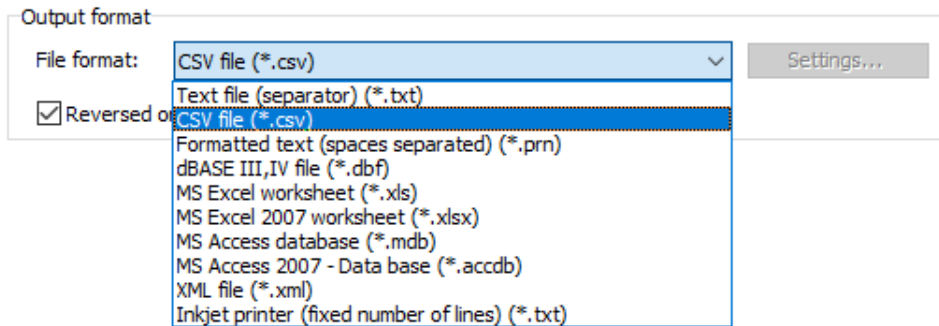 Output format
File format:
CSV file (*.csv)
Settings...
Text file (separator) (*.txt)
Reversed
CSV file (*.csv)
Formatted text (spaces separated) (*.prn)
dBASE III,IV file (*.dbf)
MS Excel worksheet (*.xls)
MS Excel 2007 worksheet (*.xlsx)
MS Access database (*.mdb)
MS Access 2007 - Data base (*.accdb)
XML file (*.xml)
Inkjet printer (fixed number of lines) (*.txt)